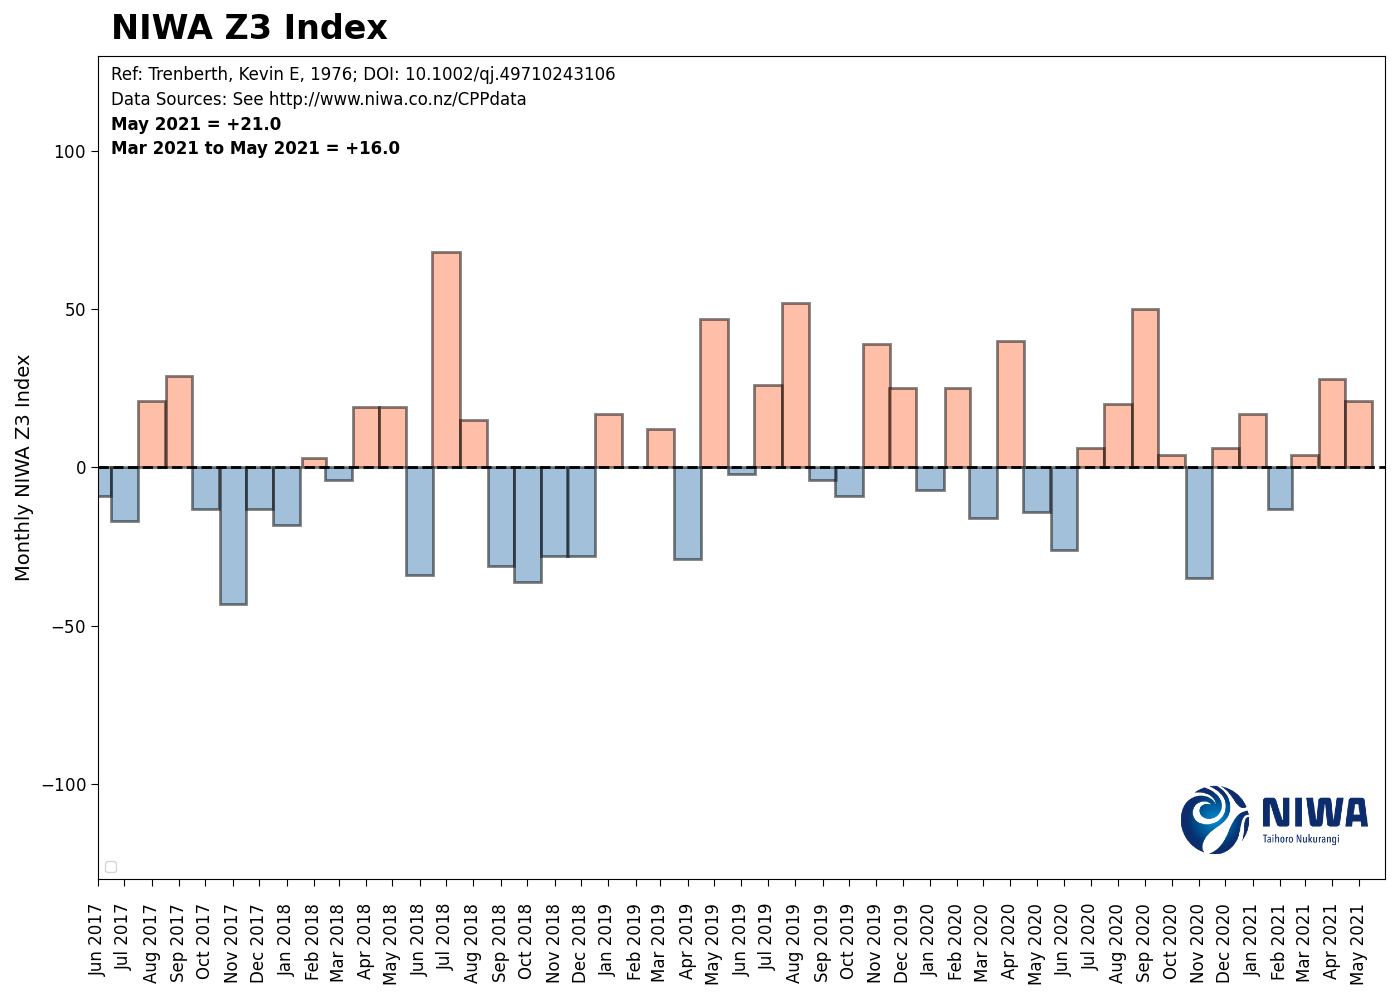 NIWA Z3 Index
Ref: Trenberth, Kevin E, 1976; DOI: 10.1002/qj.49710243106
Data Sources: See http://www.niwa.co.nz/CPPdata
May 2021 = +21.0
Mar 2021 to May 2021 = +16.0
Monthly NIWA Z3 Index
100
50
0
−50
−100
NIWA
Taihoro Nukurangi
Jun 2017
Jul 2017
Aug 2017
Sep 2017
Oct 2017
Nov 2017
Dec 2017
Jan 2018
Feb 2018
Mar 2018
Apr 2018
May 2018
Jun 2018
Jul 2018
Aug 2018
Sep 2018
Oct 2018
Nov 2018
Dec 2018
Jan 2019
Feb 2019
Mar 2019
Apr 2019
May 2019
Jun 2019
Jul 2019
Aug 2019
Sep 2019
Oct 2019
Nov 2019
Dec 2019
Jan 2020
Feb 2020
Mar 2020
Apr 2020
May 2020
Jun 2020
Jul 2020
Aug 2020
Sep 2020
Oct 2020
Nov 2020
Dec 2020
Jan 2021
Feb 2021
Mar 2021
Apr 2021
May 2021